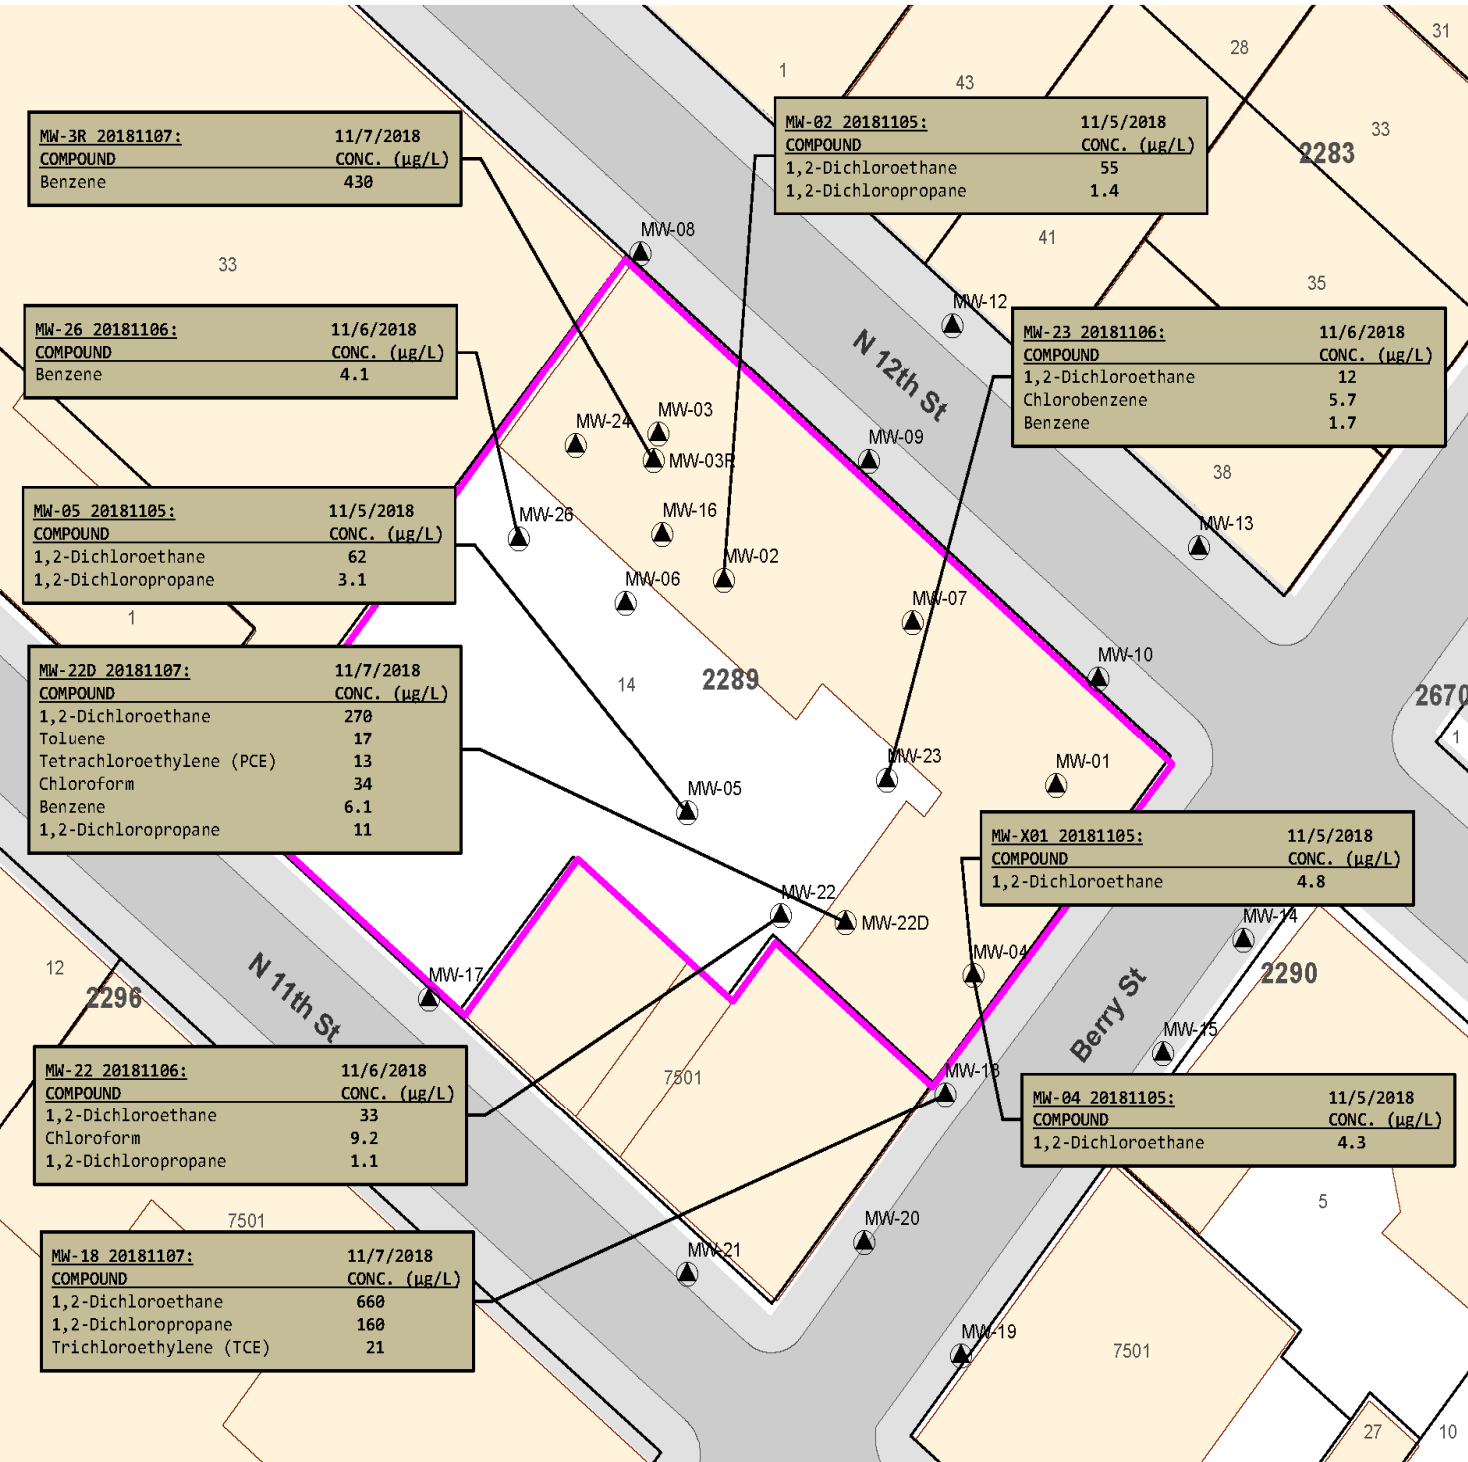 31
28
1
43
33
2283
MW-3R 20181107: 11/7/2018
COMPOUND CONC. (µg/L)
Benzene 430
MW-02 20181105: 11/5/2018
COMPOUND CONC. (µg/L)
1,2-Dichloroethane 55
1,2-Dichloropropane 1.4
MW-08
41
33
35
MW-12
MW-26 20181106: 11/6/2018
COMPOUND CONC. (µg/L)
Benzene 4.1
N 12th St
MW-23 20181106: 11/6/2018
COMPOUND CONC. (µg/L)
1,2-Dichloroethane 12
Chlorobenzene 5.7
Benzene 1.7
MW-24
MW-03
MW-03R
MW-09
38
MW-05 20181105: 11/5/2018
COMPOUND CONC. (µg/L)
1,2-Dichloroethane 62
1,2-Dichloropropane 3.1
MW-26
MW-16
MW-13
MW-02
MW-06
MW-07
1
MW-10
MW-22D 20181107: 11/7/2018
COMPOUND CONC. (µg/L)
1,2-Dichloroethane 270
Toluene 17
Tetrachloroethylene (PCE) 13
Chloroform 34
Benzene 6.1
1,2-Dichloropropane 11
14
2289
2670
1
MW-23
MW-01
MW-05
MW-X01 20181105: 11/5/2018
COMPOUND CONC. (µg/L)
1,2-Dichloroethane 4.8
MW-22
MW-22D
MW-14
MW-04
2290
12
2296
N 11th St
MW-17
Berry St
MW-15
MW-22 20181106: 11/6/2018
COMPOUND CONC. (µg/L)
1,2-Dichloroethane 33
Chloroform 9.2
1,2-Dichloropropane 1.1
7501
MW-18
MW-04 20181105: 11/5/2018
COMPOUND CONC. (µg/L)
1,2-Dichloroethane 4.3
5
7501
MW-20
MW-21
MW-18 20181107: 11/7/2018
COMPOUND CONC. (µg/L)
1,2-Dichloroethane 660
1,2-Dichloropropane 160
Trichloroethylene (TCE) 21
MW-19
7501
27
10